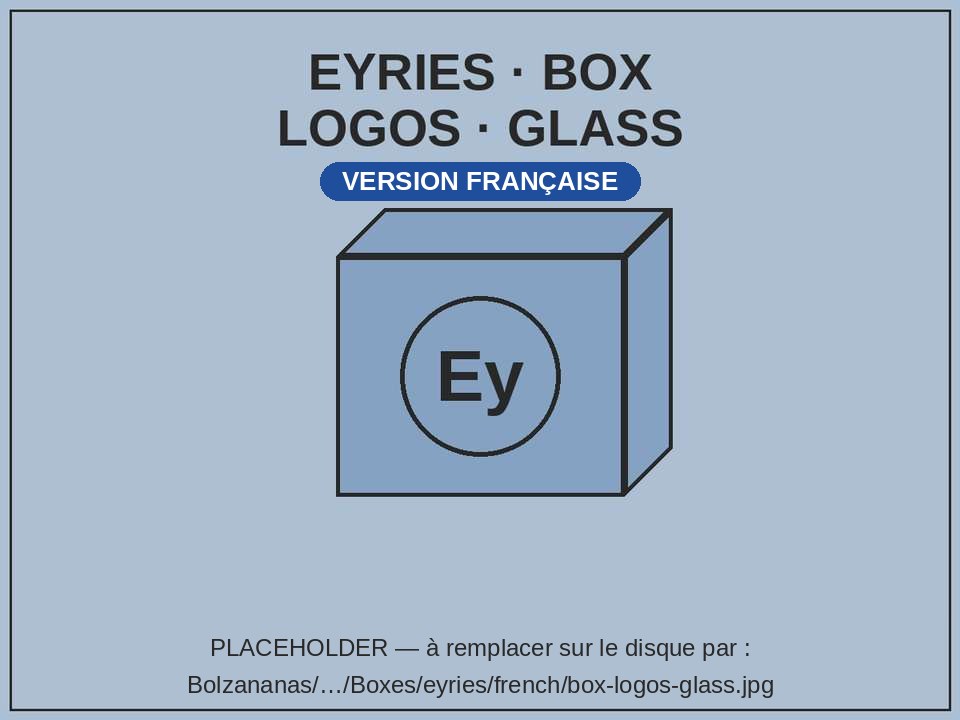 EYRIES · BOX
LOGOS · GLASS
VERSION FRANÇAISE
Ey
PLACEHOLDER — à remplacer sur le disque par :
Bolzananas/…/Boxes/eyries/french/box-logos-glass.jpg